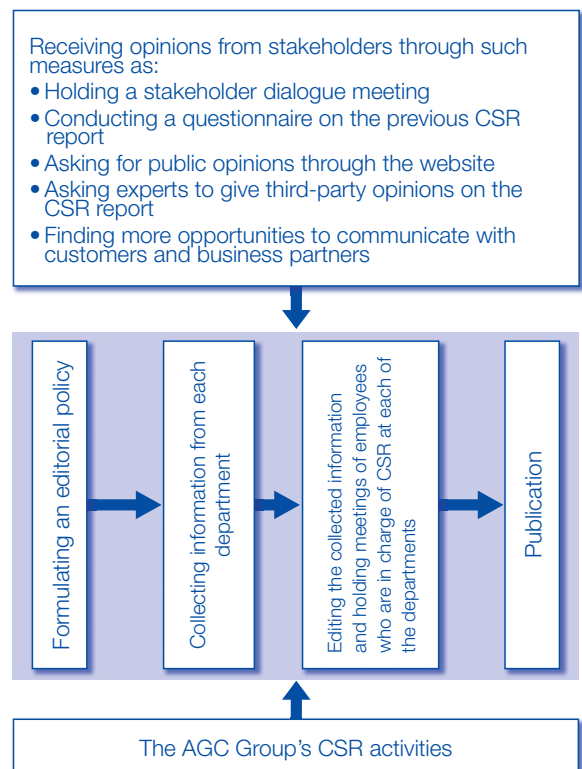 Receiving opinions from stakeholders through such
measures as:
• Holding a stakeholder dialogue meeting
• Conducting a questionnaire on the previous CSR
report
• Asking for public opinions through the website
• Asking experts to give third-party opinions on the
CSR report
• Finding more opportunities to communicate with
customers and business partners
Formulating an editorial policy
Collecting information from each
department
Editing the collected information
and holding meetings of employees
who are in charge of CSR at each of
the departments
Publication
The AGC Group's CSR activities